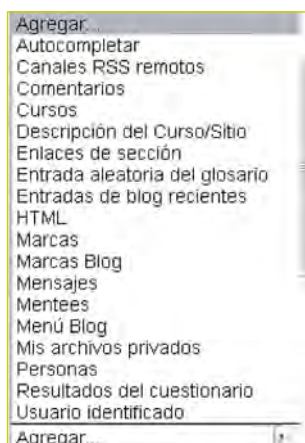 Agregar...
Autocompletar
Canales RSS remotos
Comentarios
Cursos
Descripción del Curso/Sitio
Enlaces de sección
Entrada aleatoria del glosario
Entradas de blog recientes
HTML
Marcas
Marcas Blog
Mensajes
Mentees
Menú Blog
Mis archivos privados
Personas
Resultados del cuestionario
Usuario identificado
Agregar...